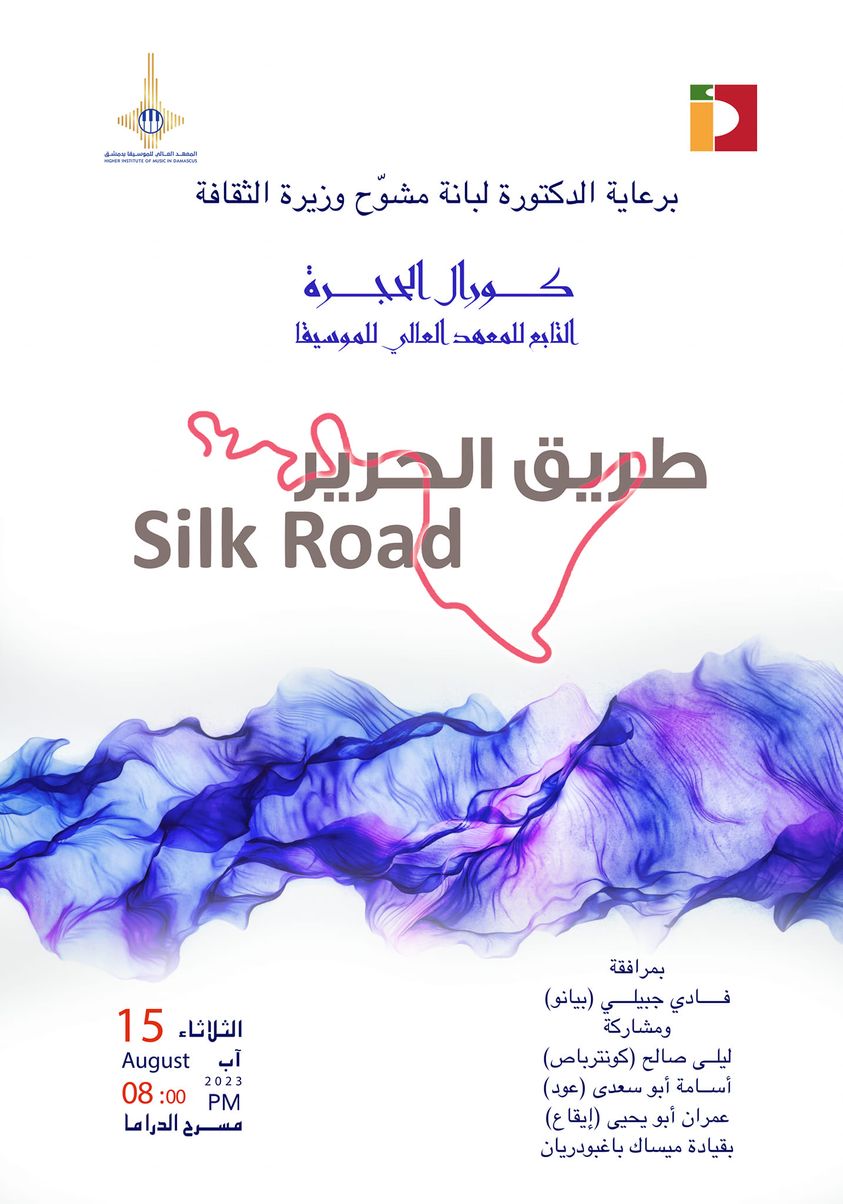 المعهد العالي للموسيقا بدمشق
HIGHER INSTITUTE OF MUSIC IN DAMASCUS
برعاية الدكتورة لبانة مشوّح وزيرة الثقافة
كورال الحجرة
التابع للمعهد العالي للموسيقا
طريق الحرير
Silk Road
بمرافقة
فادي جبيلي (بيانو)
ومشاركة
ليلى صالح (كونترباص)
أسامة أبو سعدى (عود)
عمران أبو يحيى (إيقاع)
بقيادة ميساك باغبودريان
الثلاثاء 15
آب August
2023
08 :00 PM
مسرح الدراما